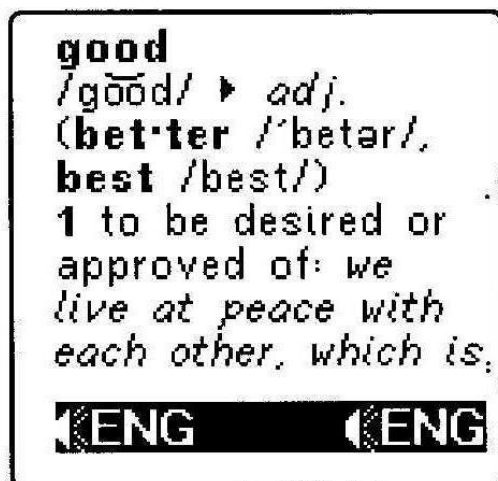 good
/go͝od/ ▶ adj.
(bet·ter /ˈbetər/,
best /best/)
1 to be desired or
approved of: we
live at peace with
each other, which is
ENG ENG